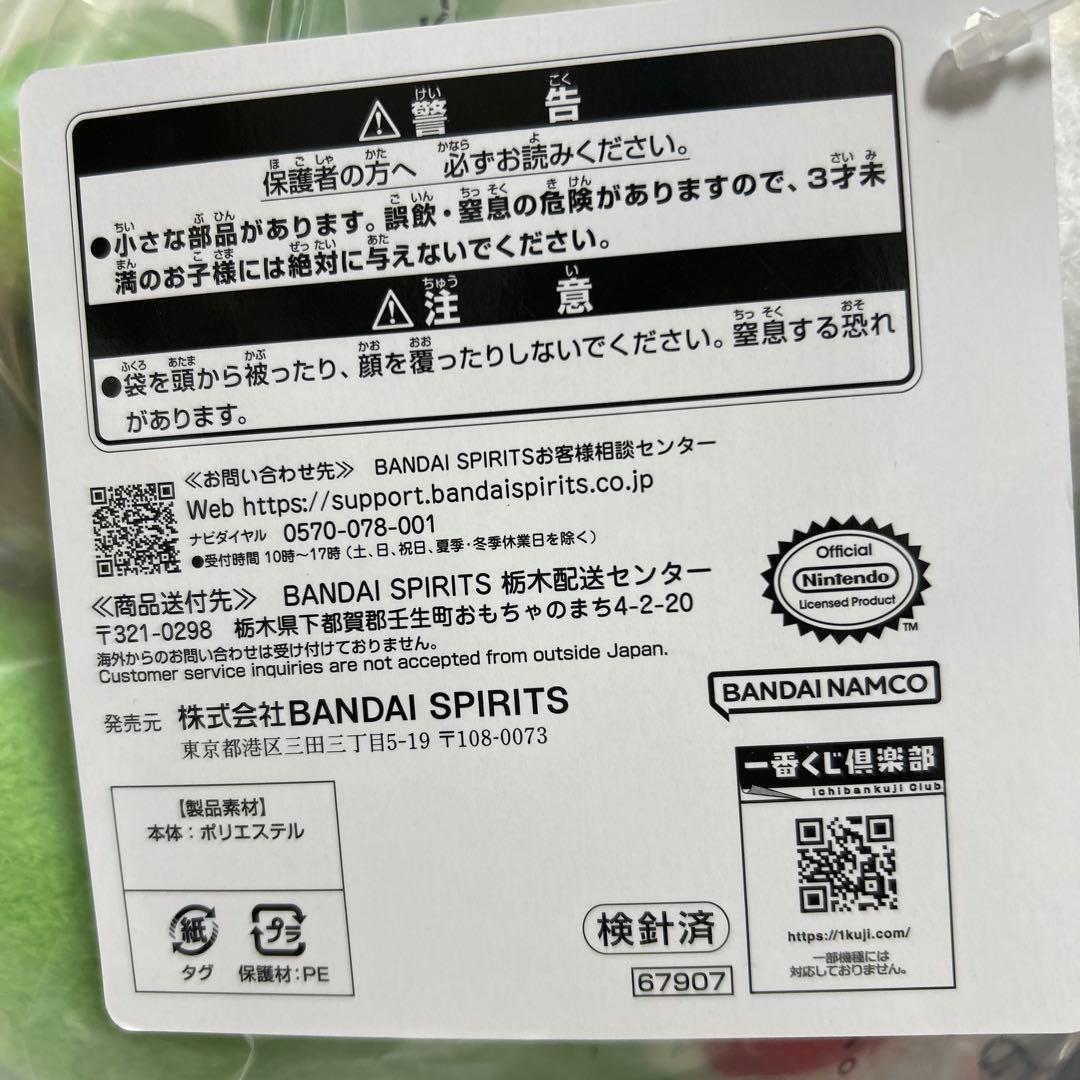 ⚠警告
保護者の方へ 必ずお読みください。
●小さな部品があります。誤飲・窒息の危険がありますので、3才未
満のお子様には絶対に与えないでください。
⚠注意
●袋を頭から被ったり、顔を覆ったりしないでください。窒息する恐れ
があります。
≪お問い合わせ先≫ BANDAI SPIRITSお客様相談センター
Web https://support.bandaispirits.co.jp
ナビダイヤル 0570-078-001
●受付時間 10時〜17時(土、日、祝日、夏季・冬季休業日を除く)
≪商品送付先≫ BANDAI SPIRITS 栃木配送センター
〒321-0298 栃木県下都賀郡壬生町おもちゃのまち4-2-20
海外からのお問い合わせは受け付けておりません。
Customer service inquiries are not accepted from outside Japan.
Official
Nintendo
Licensed Product
TM
発売元 株式会社BANDAI SPIRITS
東京都港区三田三丁目5-19 〒108-0073
BANDAI NAMCO
一番くじ倶楽部
ichibankuji Club
https://1kuji.com/
一部機種には
対応しておりません。
【製品素材】
本体：ポリエステル
紙
タグ
プラ
保護材：PE
検針済
67907